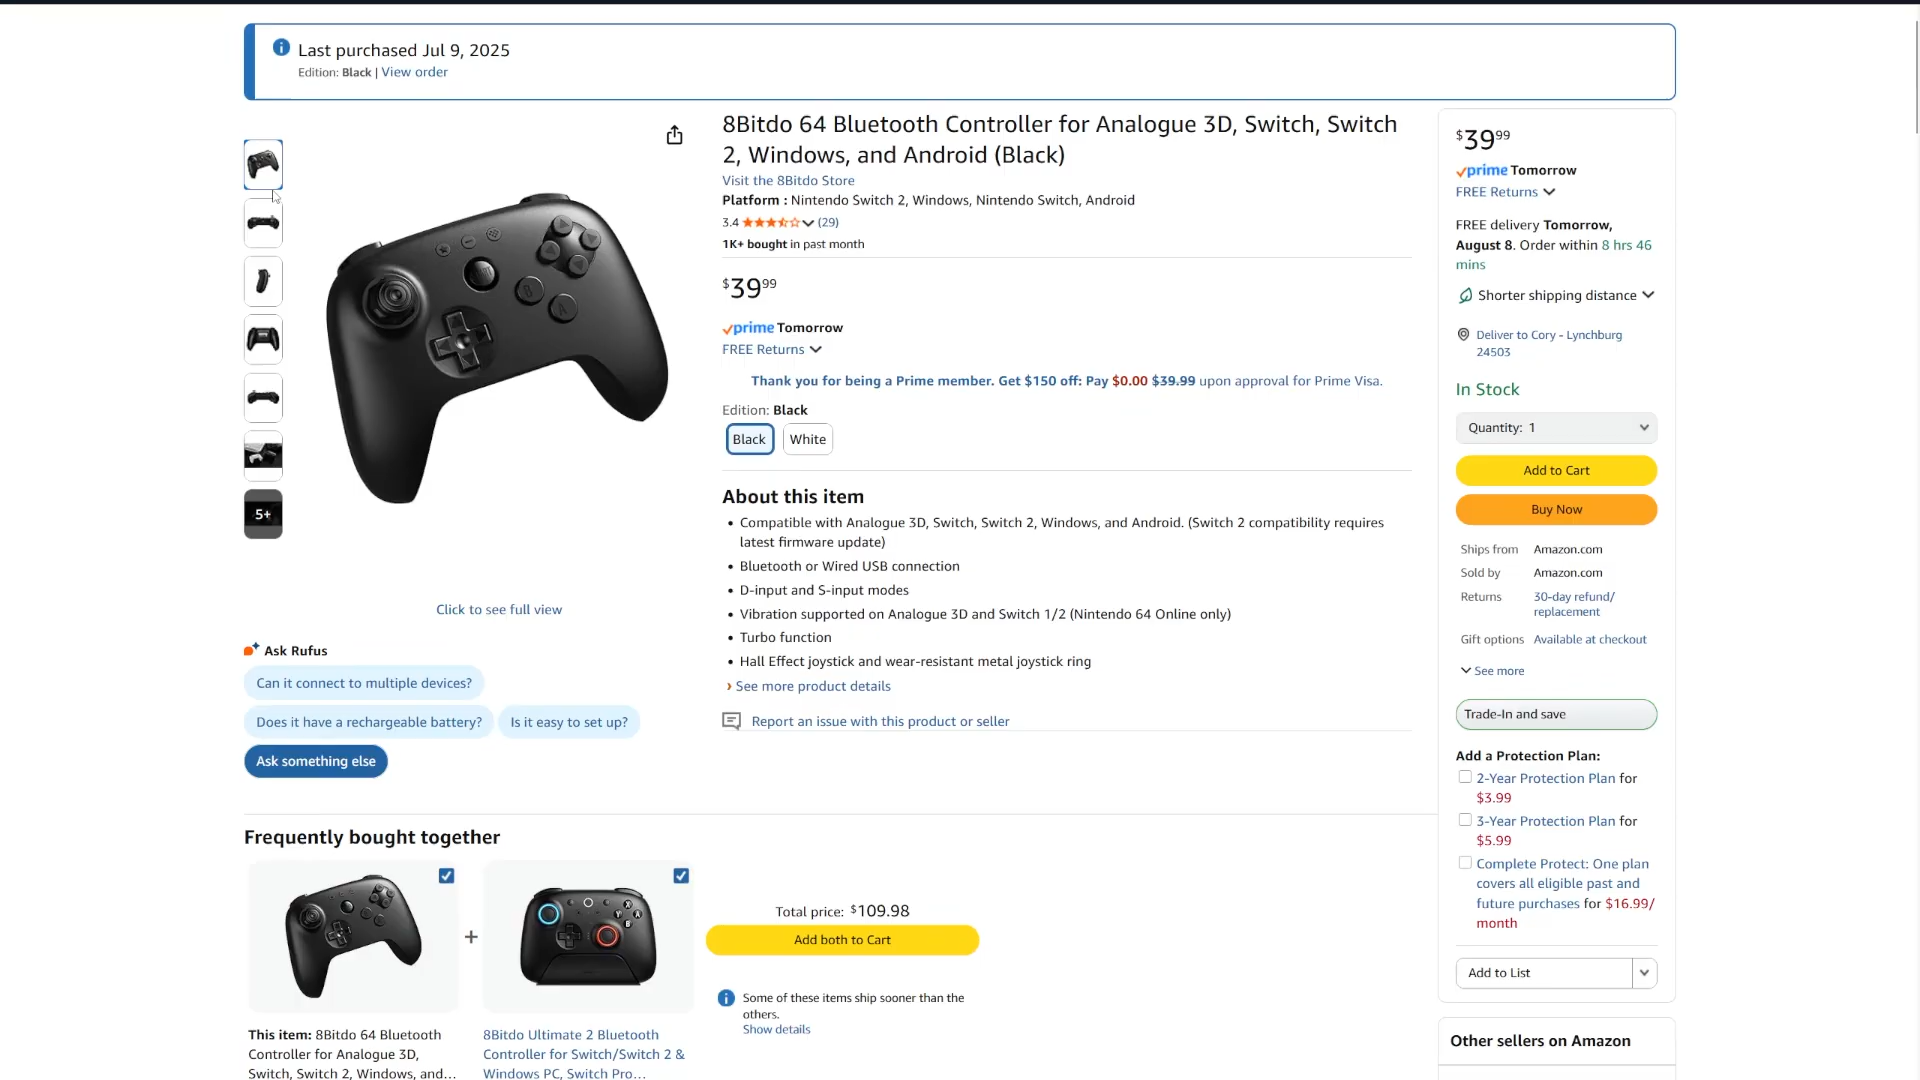 Last purchased Jul 9, 2025
Edition: Black | View order
8Bitdo 64 Bluetooth Controller for Analogue 3D, Switch, Switch
2, Windows, and Android (Black)
Visit the 8Bitdo Store
Platform : Nintendo Switch 2, Windows, Nintendo Switch, Android
3.4 (29)
1K+ bought in past month
$39 99
prime Tomorrow
FREE Returns
Thank you for being a Prime member. Get $150 off: Pay $0.00 $39.99 upon approval for Prime Visa.
Edition: Black
Black White
About this item
• Compatible with Analogue 3D, Switch, Switch 2, Windows, and Android. (Switch 2 compatibility requires
latest firmware update)
• Bluetooth or Wired USB connection
• D-input and S-input modes
• Vibration supported on Analogue 3D and Switch 1/2 (Nintendo 64 Online only)
• Turbo function
• Hall Effect joystick and wear-resistant metal joystick ring
› See more product details
Report an issue with this product or seller
5+
Click to see full view
Ask Rufus
Can it connect to multiple devices?
Does it have a rechargeable battery? Is it easy to set up?
Ask something else
$39 99
prime Tomorrow
FREE Returns
FREE delivery Tomorrow,
August 8. Order within 8 hrs 46
mins
Shorter shipping distance
Deliver to Cory - Lynchburg
24503
In Stock
Quantity: 1
Add to Cart
Buy Now
Ships from Amazon.com
Sold by Amazon.com
Returns 30-day refund/
replacement
Gift options Available at checkout
See more
Trade-In and save
Add a Protection Plan:
2-Year Protection Plan for
$3.99
3-Year Protection Plan for
$5.99
Complete Protect: One plan
covers all eligible past and
future purchases for $16.99/
month
Add to List
Other sellers on Amazon
Frequently bought together
+
Total price: $109.98
Add both to Cart
Some of these items ship sooner than the
others.
Show details
This item: 8Bitdo 64 Bluetooth
Controller for Analogue 3D,
Switch, Switch 2, Windows, and...
8Bitdo Ultimate 2 Bluetooth
Controller for Switch/Switch 2 &
Windows PC, Switch Pro...